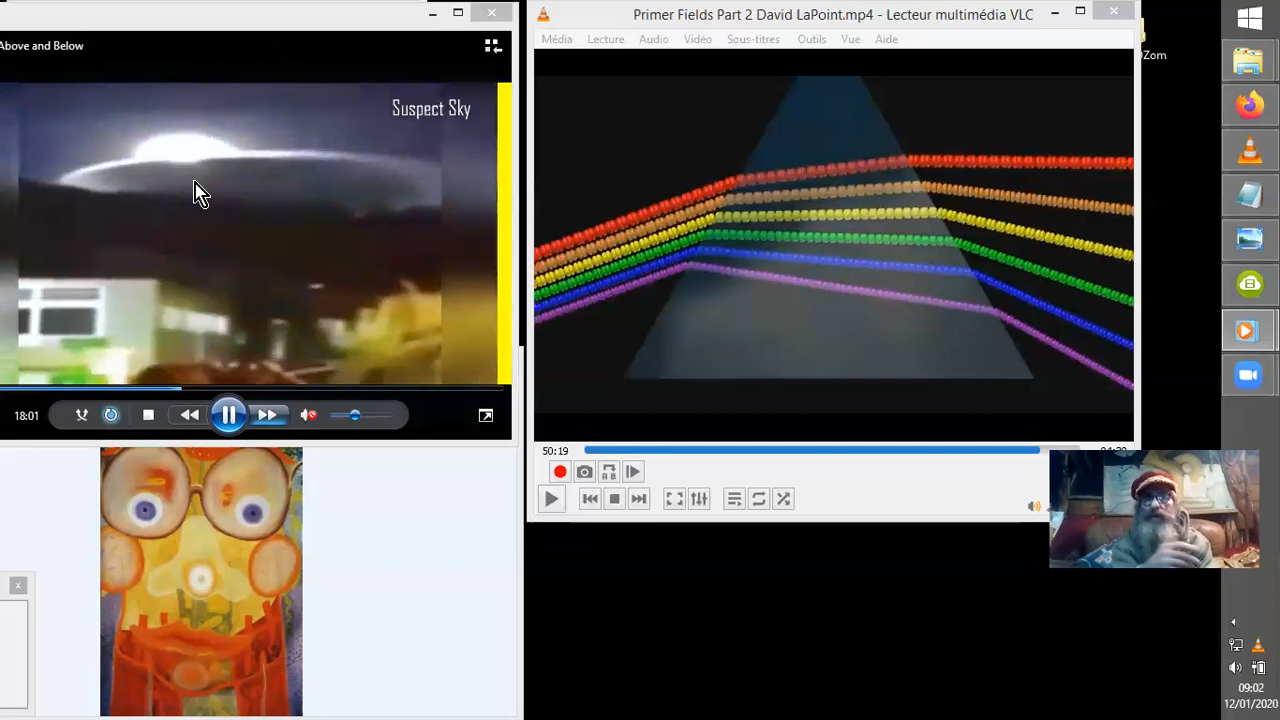 Above and Below
Suspect Sky
18:01
Primer Fields Part 2 David LaPoint.mp4 - Lecteur multimédia VLC
Média Lecture Audio Vidéo Sous-titres Outils Vue Aide
50:19
A B
Zom
09:02
12/01/2020